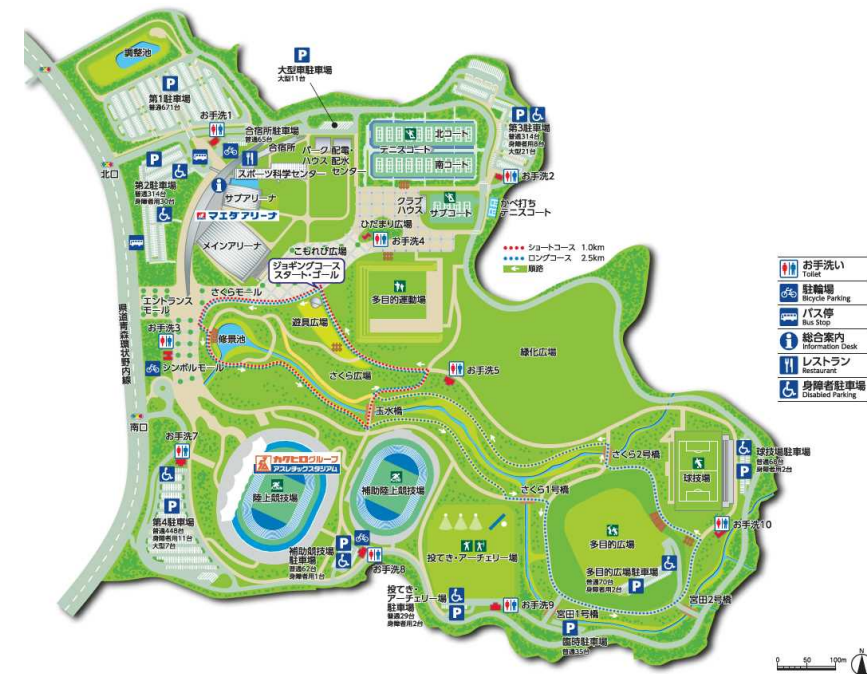 調整池
第1駐車場
普通671台
お手洗1
大型車駐車場
大型11台
合宿所駐車場
普通65台
合宿所
パーク
ハウス
配電・
配水
センター
スポーツ科学センター
北コート
テニスコート
南コート
第3駐車場
普通314台
身障者用8台
大型21台
お手洗2
北口
第2駐車場
普通314台
身障者用30台
サブアリーナ
マエダアリーナ
メインアリーナ
クラブ
ハウス
サブコート
かべ打ち
テニスコート
ひだまり広場
お手洗4
こもれび広場
ジョギングコース
スタート・ゴール
ショートコース 1.0km
ロングコース 2.5km
順路
さくらモール
エントランス
モール
多目的運動場
遊具広場
お手洗3
修景池
シンボルモール
県道青森環状野内線
さくら広場
お手洗5
緑化広場
玉水橋
南口
お手洗7
カクヒログループ
アスレチックスタジアム
陸上競技場
補助陸上競技場
さくら2号橋
さくら1号橋
球技場
球技場駐車場
普通68台
身障者用2台
第4駐車場
普通448台
身障者用11台
大型7台
補助競技場
駐車場
普通62台
身障者用1台
お手洗8
投てき・アーチェリー場
多目的広場
お手洗10
多目的広場駐車場
普通70台
身障者用2台
投てき・
アーチェリー場
駐車場
普通29台
身障者用2台
お手洗9
宮田1号橋
宮田2号橋
臨時駐車場
普通35台
お手洗い
Toilet
駐輪場
Bicycle Parking
バス停
Bus Stop
総合案内
Information Desk
レストラン
Restaurant
身障者駐車場
Disabled Parking
0 50 100m
N